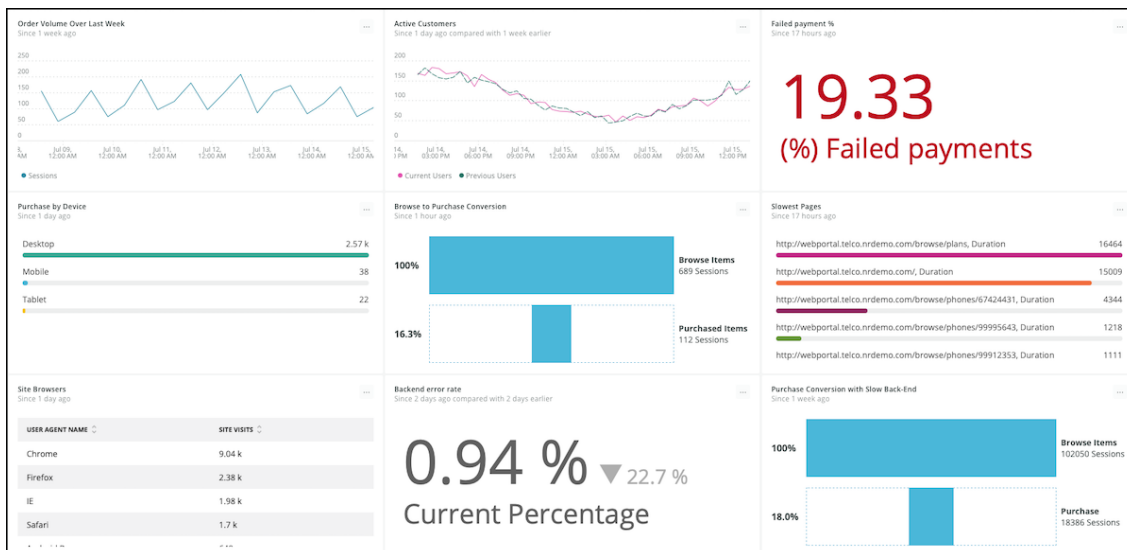 Order Volume Over Last Week
Since 1 week ago
...
250
200
150
100
50
0
Jul 09, 12:00 AM
Jul 10, 12:00 AM
Jul 11, 12:00 AM
Jul 12, 12:00 AM
Jul 13, 12:00 AM
Jul 14, 12:00 AM
Jul 15, 12:00 AM
Sessions
Active Customers
Since 1 day ago compared with 1 week earlier
...
200
150
100
50
0
14, PM
Jul 14, 03:00 PM
Jul 14, 06:00 PM
Jul 14, 09:00 PM
Jul 15, 12:00 AM
Jul 15, 03:00 AM
Jul 15, 06:00 AM
Jul 15, 09:00 AM
Jul 15, 12:00 PM
Current Users
Previous Users
Failed payment %
Since 17 hours ago
...
19.33
(%) Failed payments
Purchase by Device
Since 1 day ago
...
Desktop 2.57 k
Mobile 38
Tablet 22
Browse to Purchase Conversion
Since 1 hour ago
...
100%
Browse Items
689 Sessions
16.3%
Purchased Items
112 Sessions
Slowest Pages
Since 17 hours ago
...
http://webportal.telco.nrdemo.com/browse/plans, Duration 16464
http://webportal.telco.nrdemo.com/, Duration 15009
http://webportal.telco.nrdemo.com/browse/phones/67424431, Duration 4344
http://webportal.telco.nrdemo.com/browse/phones/99995643, Duration 1218
http://webportal.telco.nrdemo.com/browse/phones/99912353, Duration 1111
Site Browsers
Since 1 day ago
...
USER AGENT NAME SITE VISITS
Chrome 9.04 k
Firefox 2.38 k
IE 1.98 k
Safari 1.7 k
Backend error rate
Since 2 days ago compared with 2 days earlier
...
0.94 % ▼ 22.7 %
Current Percentage
Purchase Conversion with Slow Back-End
Since 1 week ago
...
100%
Browse Items
102050 Sessions
18.0%
Purchase
18386 Sessions